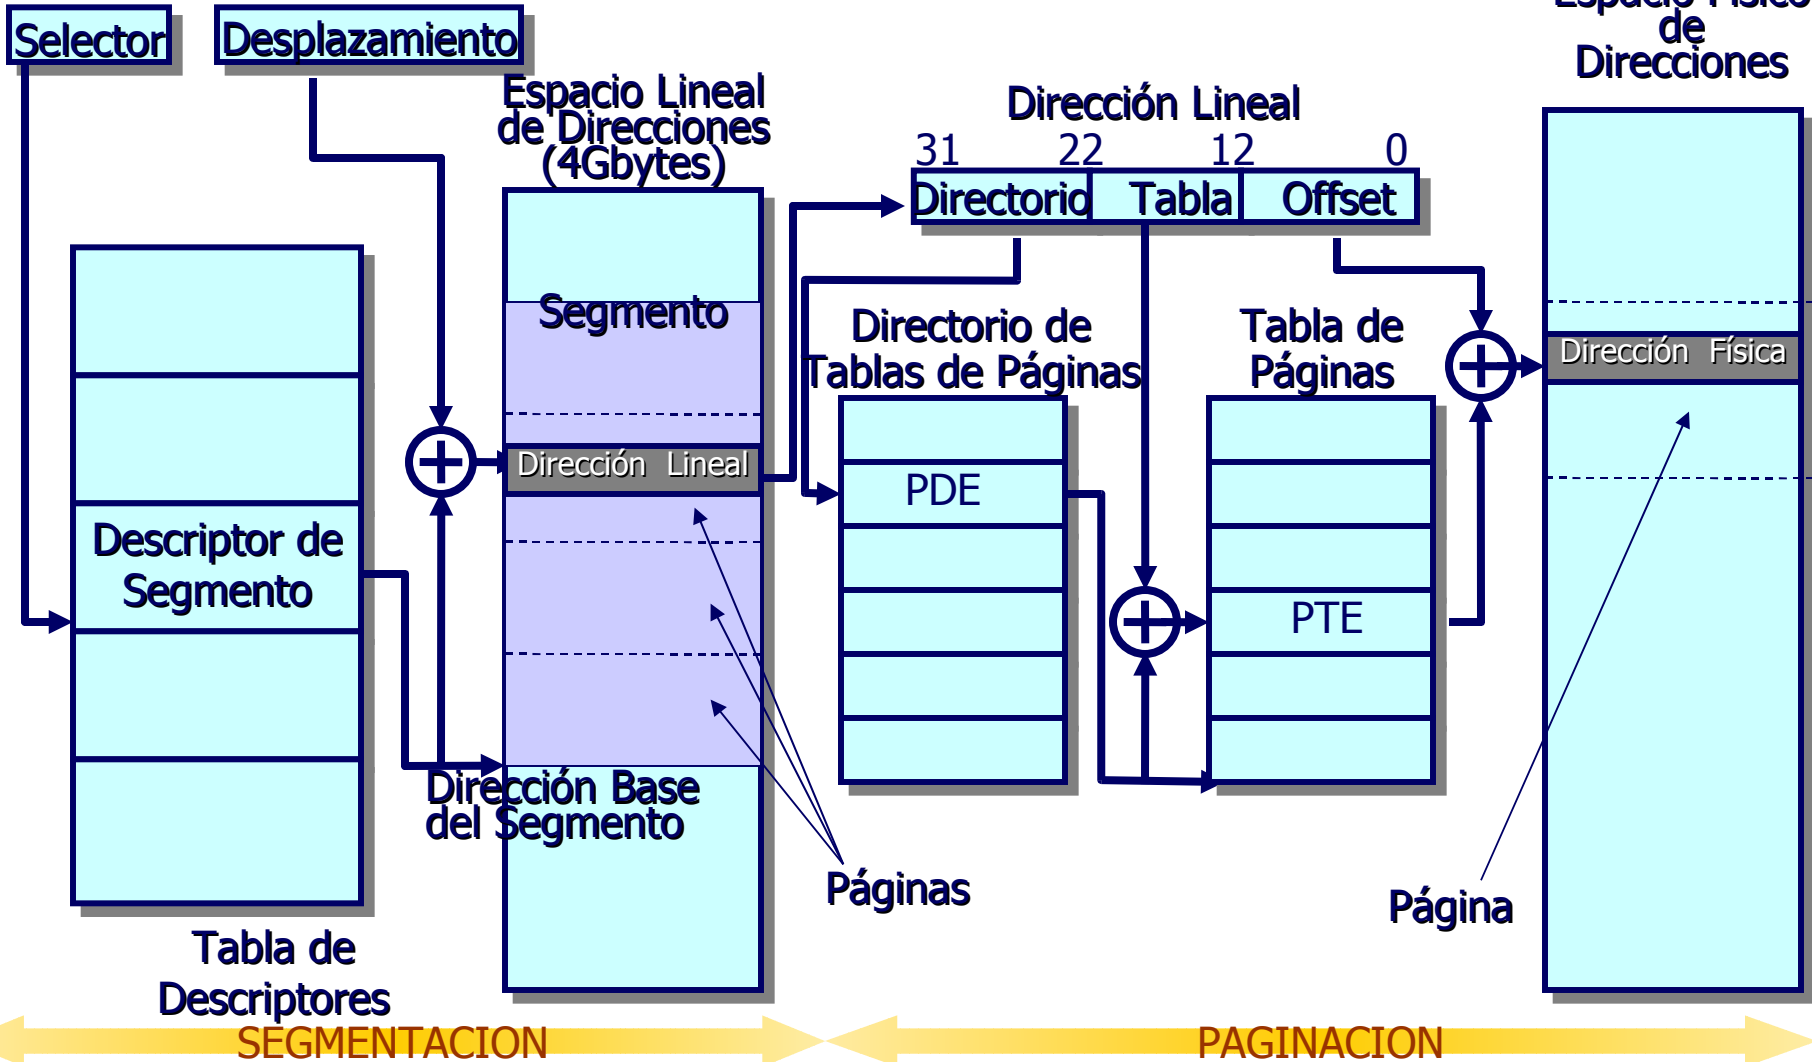 Selector
Desplazamiento
Espacio Físico
de
Direcciones
Espacio Lineal
de Direcciones
(4Gbytes)
Dirección Lineal
31 22 12 0
Directorio Tabla Offset
Segmento
Directorio de
Tablas de Páginas
Tabla de
Páginas
Dirección Física
Dirección Lineal
PDE
Descriptor de
Segmento
PTE
Dirección Base
del Segmento
Páginas
Página
Tabla de
Descriptores
SEGMENTACION
PAGINACION